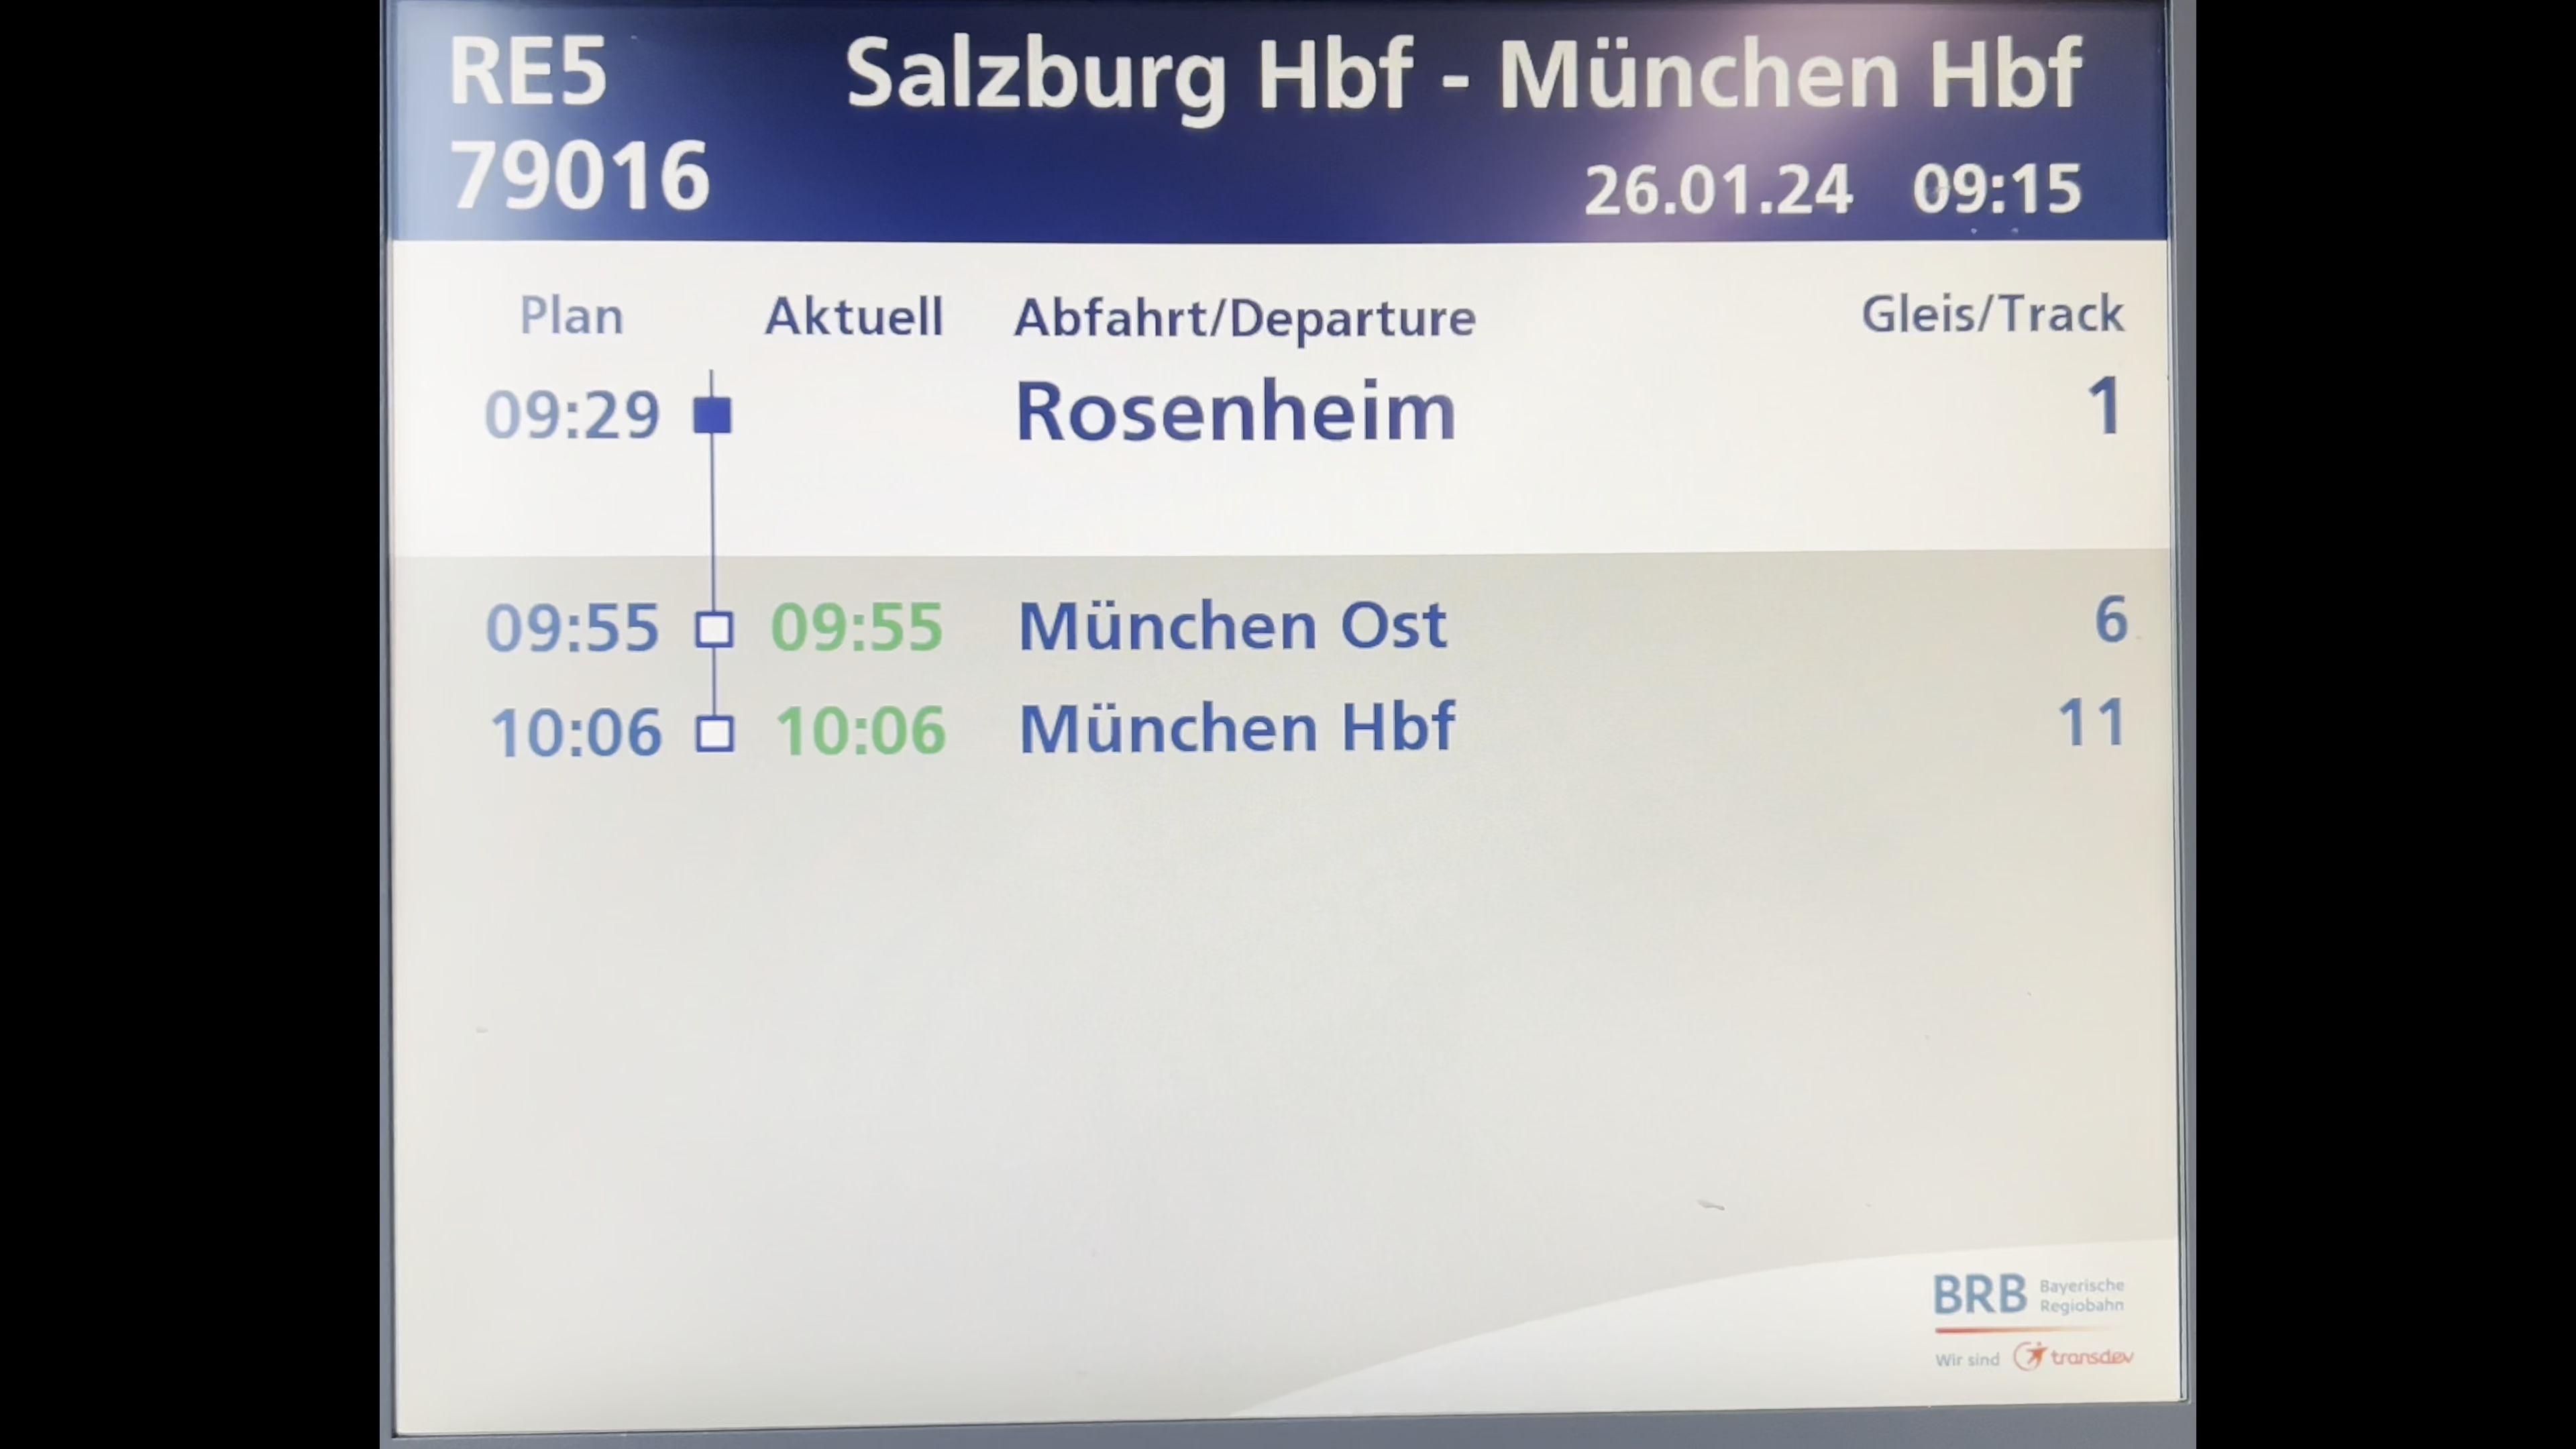 RE5 Salzburg Hbf - München Hbf
79016 26.01.24 09:15
Plan Aktuell Abfahrt/Departure Gleis/Track
09:29 Rosenheim 1
09:55 09:55 München Ost 6
10:06 10:06 München Hbf 11
BRB Bayerische
Regiobahn
Wir sind transdev